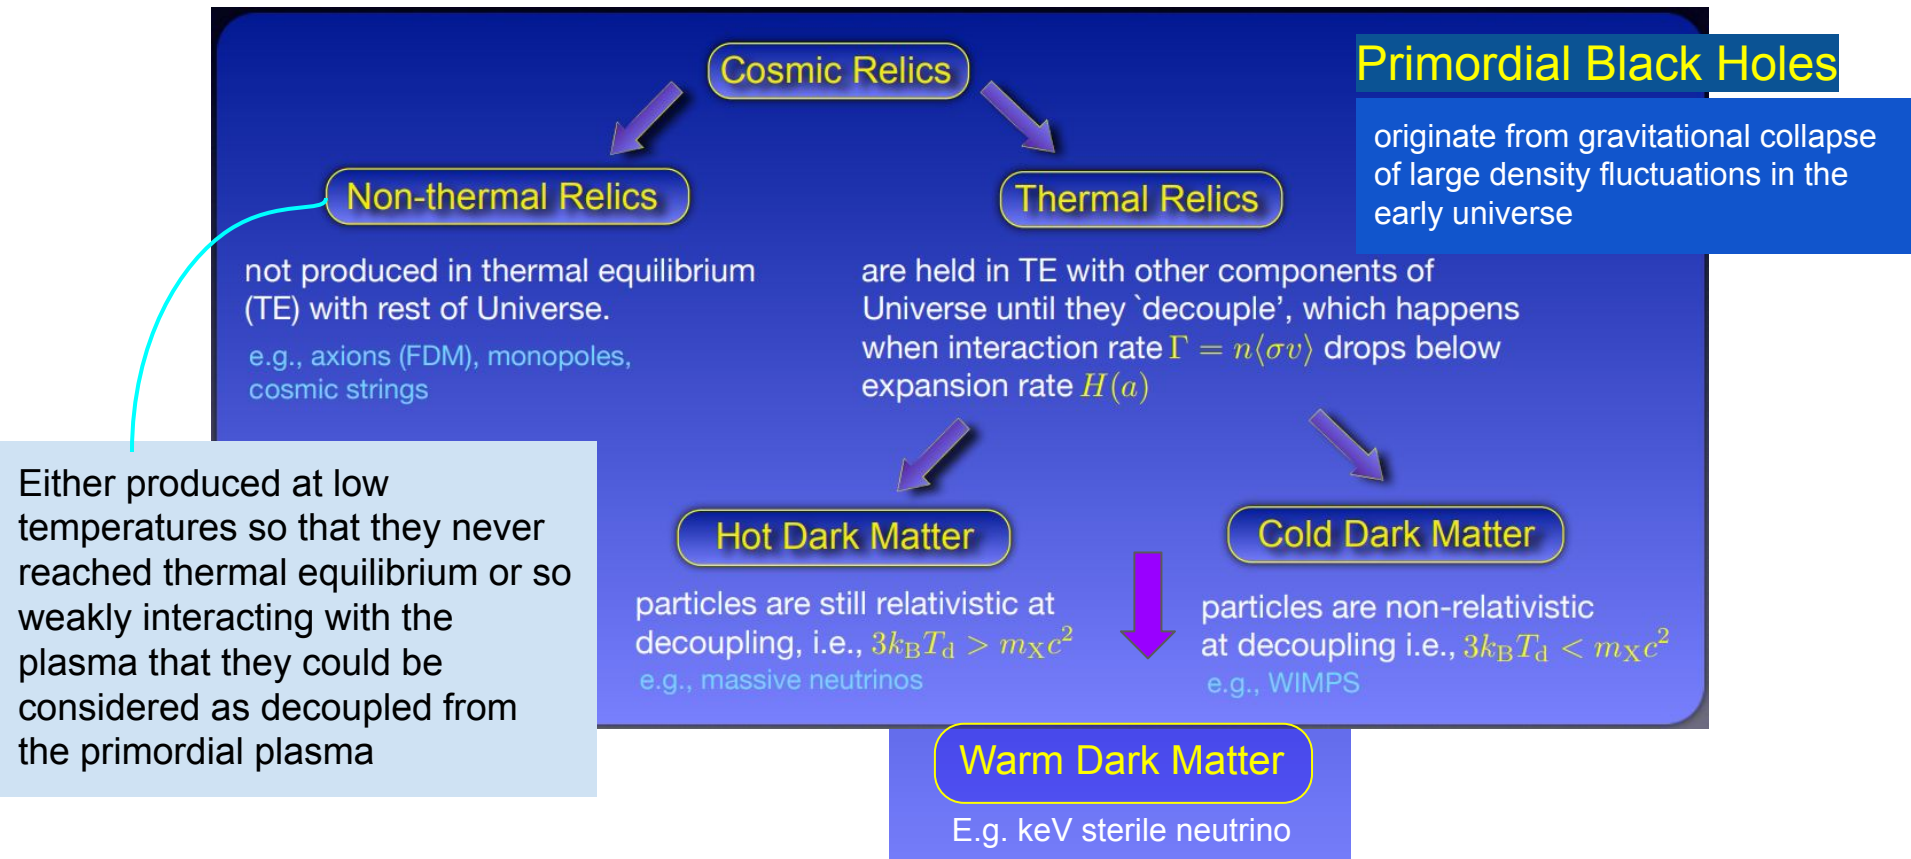 Cosmic Relics
Primordial Black Holes
originate from gravitational collapse
of large density fluctuations in the
early universe
Non-thermal Relics
not produced in thermal equilibrium
(TE) with rest of Universe.
e.g., axions (FDM), monopoles,
cosmic strings
Thermal Relics
are held in TE with other components of
Universe until they `decouple', which happens
when interaction rate Γ = n⟨σv⟩ drops below
expansion rate H(a)
Either produced at low
temperatures so that they never
reached thermal equilibrium or so
weakly interacting with the
plasma that they could be
considered as decoupled from
the primordial plasma
Hot Dark Matter
particles are still relativistic at
decoupling, i.e., 3k_BT_d > m_Xc²
e.g., massive neutrinos
Cold Dark Matter
particles are non-relativistic
at decoupling i.e., 3k_BT_d < m_Xc²
e.g., WIMPS
Warm Dark Matter
E.g. keV sterile neutrino